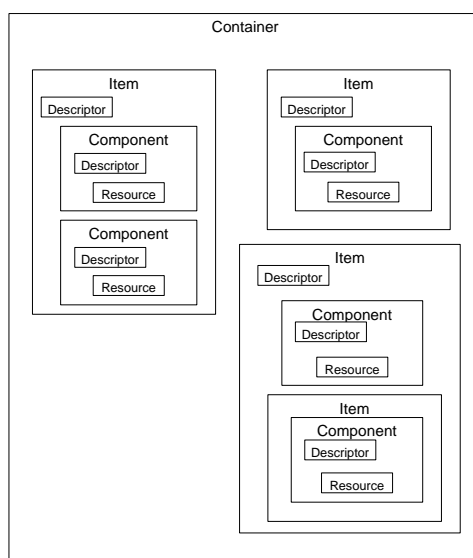 Container
Item
Descriptor
Component
Descriptor
Resource
Component
Descriptor
Resource
Item
Descriptor
Component
Descriptor
Resource
Item
Descriptor
Component
Descriptor
Resource
Item
Component
Descriptor
Resource